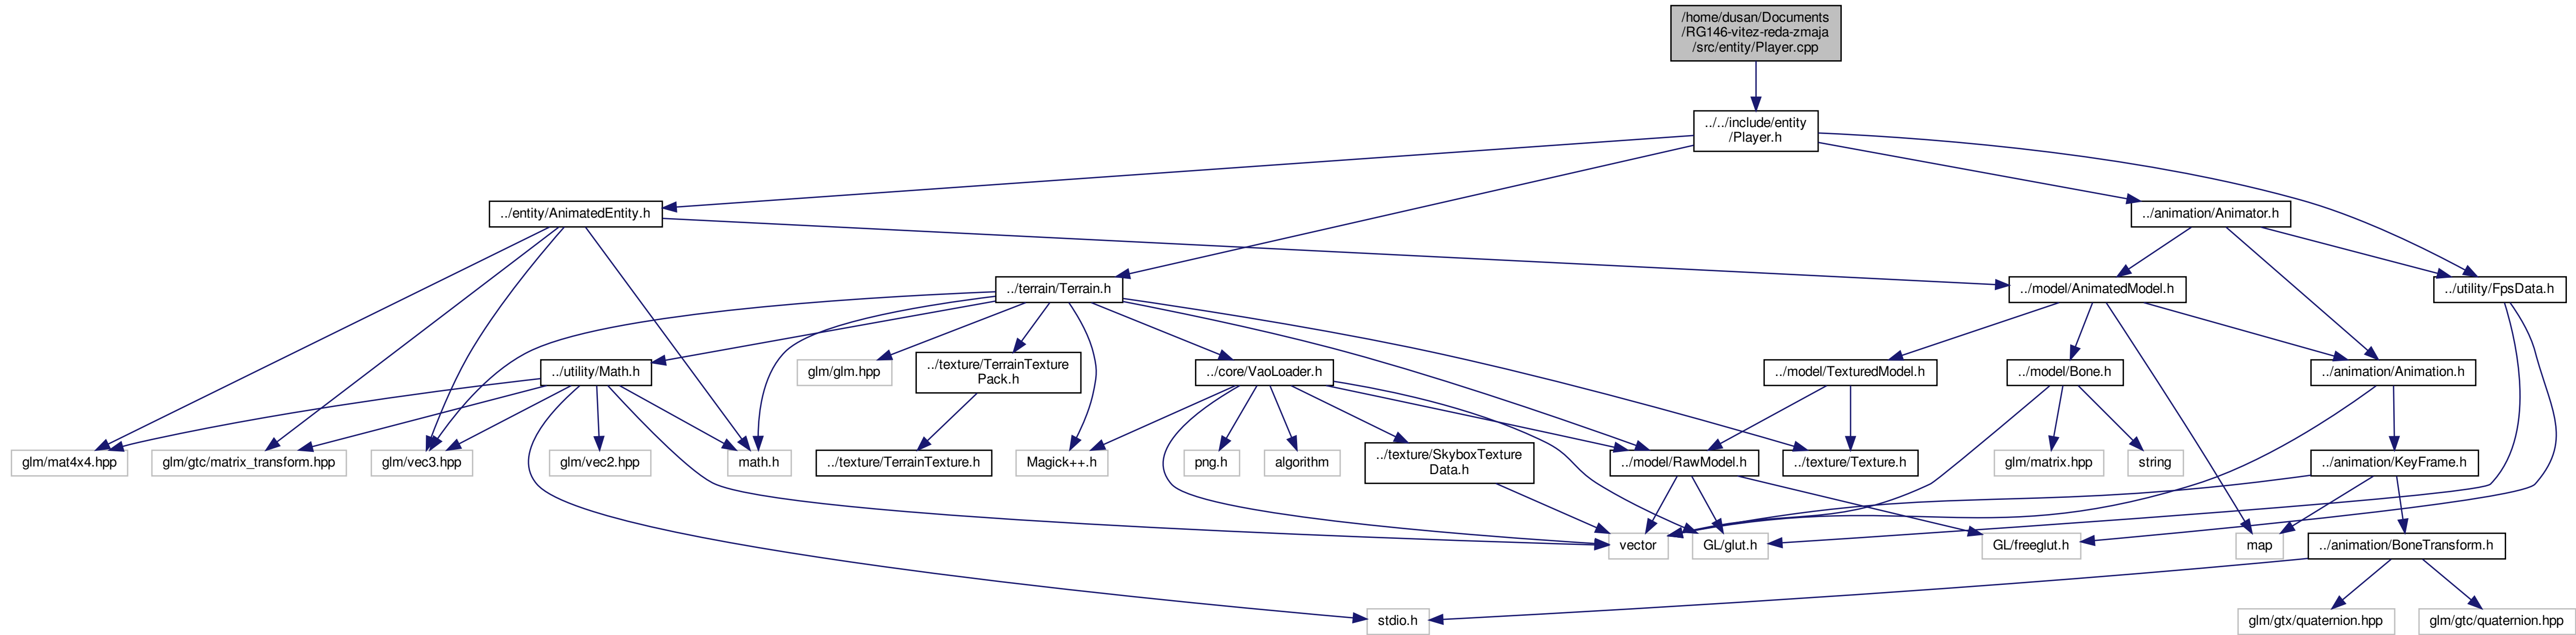 /home/dusan/Documents
/RG146-vitez-reda-zmaja
/src/entity/Player.cpp
../../include/entity
/Player.h
../entity/AnimatedEntity.h
../animation/Animator.h
../terrain/Terrain.h
../model/AnimatedModel.h
../utility/FpsData.h
../utility/Math.h
glm/glm.hpp
../texture/TerrainTexture
Pack.h
../core/VaoLoader.h
../model/TexturedModel.h
../model/Bone.h
../animation/Animation.h
glm/mat4x4.hpp
glm/gtc/matrix_transform.hpp
glm/vec3.hpp
glm/vec2.hpp
math.h
../texture/TerrainTexture.h
Magick++.h
png.h
algorithm
../texture/SkyboxTexture
Data.h
../model/RawModel.h
../texture/Texture.h
glm/matrix.hpp
string
../animation/KeyFrame.h
vector
GL/glut.h
GL/freeglut.h
map
../animation/BoneTransform.h
stdio.h
glm/gtx/quaternion.hpp
glm/gtc/quaternion.hpp